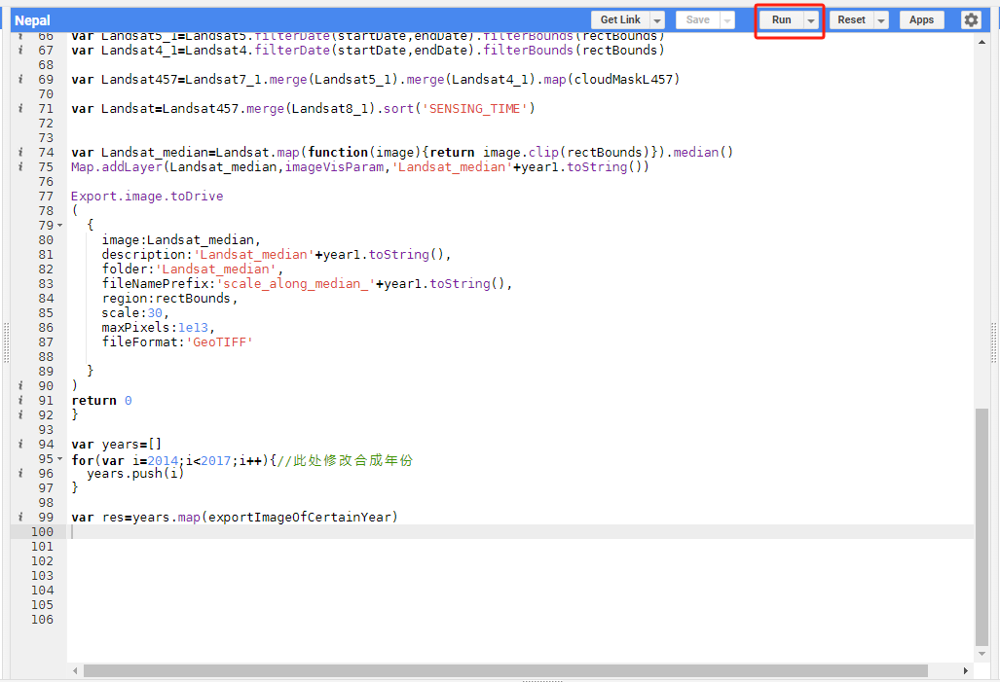 Nepal Get Link Save Run Reset Apps
66 var Landsat5_1=Landsat5.filterDate(startDate,endDate).filterBounds(rectBounds)
i 67 var Landsat4_1=Landsat4.filterDate(startDate,endDate).filterBounds(rectBounds)
68
i 69 var Landsat457=Landsat7_1.merge(Landsat5_1).merge(Landsat4_1).map(cloudMaskL457)
70
i 71 var Landsat=Landsat457.merge(Landsat8_1).sort('SENSING_TIME')
72
73
i 74 var Landsat_median=Landsat.map(function(image){return image.clip(rectBounds)}).median()
i 75 Map.addLayer(Landsat_median,imageVisParam,'Landsat_median'+year1.toString())
76
77 Export.image.toDrive
78 (
79 {
80 image:Landsat_median,
81 description:'Landsat_median'+year1.toString(),
82 folder:'Landsat_median',
83 fileNamePrefix:'scale_along_median_'+year1.toString(),
84 region:rectBounds,
85 scale:30,
86 maxPixels:1e13,
87 fileFormat:'GeoTIFF'
88
89 }
i 90 )
i 91 return 0
i 92 }
93
i 94 var years=[]
95 for(var i=2014;i<2017;i++){//此处修改合成年份
i 96 years.push(i)
97 }
98
i 99 var res=years.map(exportImageOfCertainYear)
100
101
102
103
104
105
106